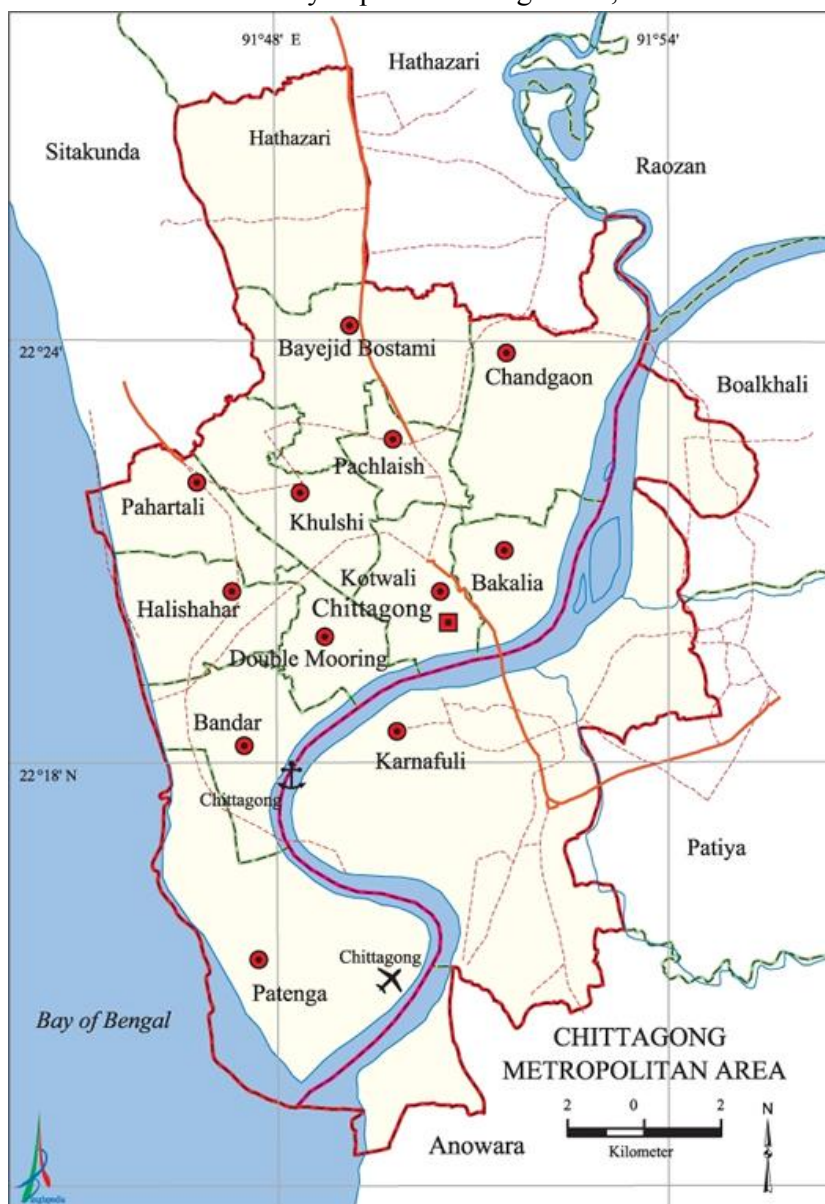 91°48' E
91°54'
Hathazari
Hathazari
Sitakunda
Raozan
22°24'
Bayejid Bostami
Chandgaon
Boalkhali
Pachlaish
Pahartali
Khulshi
Kotwali
Bakalia
Halishahar
Chittagong
Double Mooring
Bandar
Karnafuli
22°18' N
Chittagong
Patiya
Chittagong
Patenga
Bay of Bengal
CHITTAGONG
METROPOLITAN AREA
2 0 2
N
Kilometer
Anowara